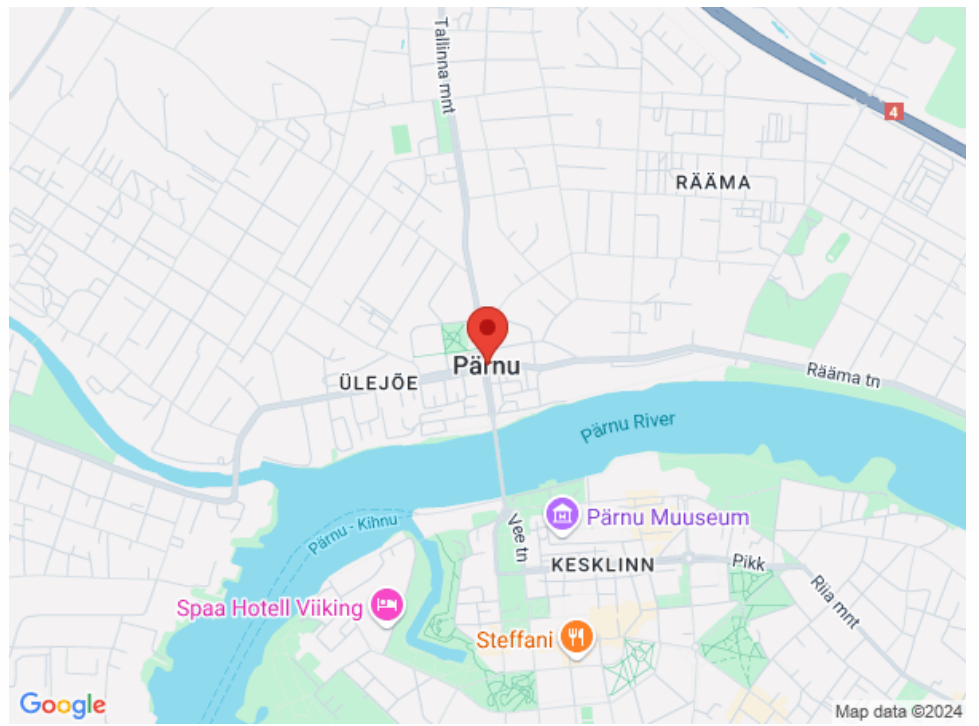 Tallinna mnt
4
RÄÄMA
Pärnu
ÜLEJÕE
Rääma tn
Pärnu River
Pärnu - Kihnu
Vee tn
Pärnu Muuseum
KESKLINN
Pikk
Riia mnt
Spaa Hotell Viiking
Steffani
Google
Map data ©2024